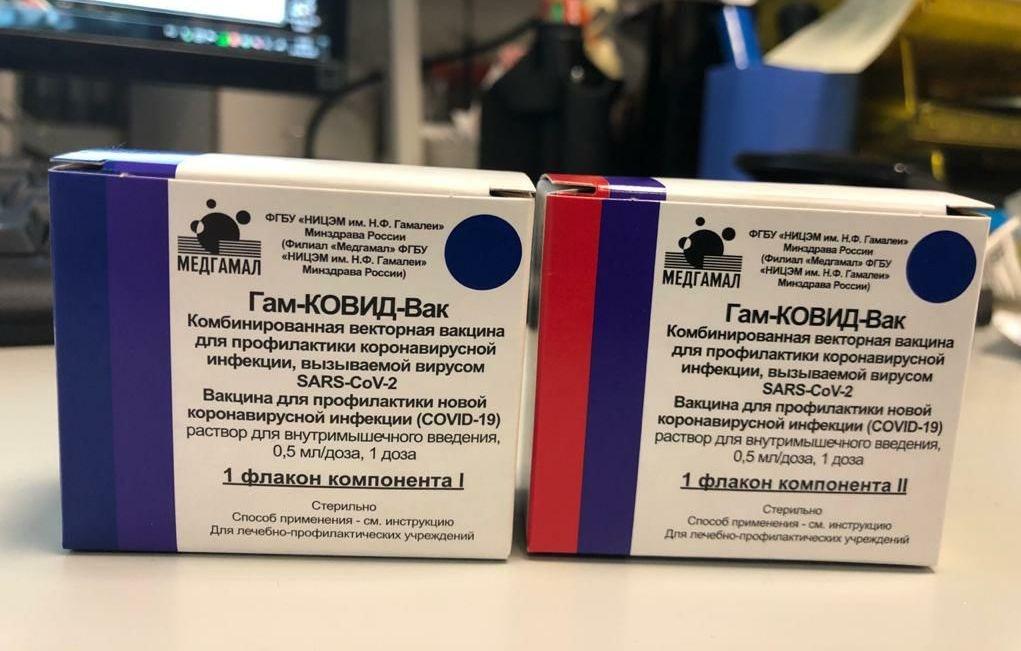 МЕДГАМАЛ
ФГБУ «НИЦЭМ им. Н.Ф. Гамалеи»
Минздрава России
(Филиал «Медгамал» ФГБУ
«НИЦЭМ им. Н.Ф. Гамалеи»
Минздрава России)
Гам-КОВИД-Вак
Комбинированная векторная вакцина
для профилактики коронавирусной
инфекции, вызываемой вирусом
SARS-CoV-2
Вакцина для профилактики новой
коронавирусной инфекции (COVID-19)
раствор для внутримышечного введения,
0,5 мл/доза, 1 доза
1 флакон компонента I
Стерильно
Способ применения - см. инструкцию
Для лечебно-профилактических учреждений
МЕДГАМАЛ
ФГБУ «НИЦЭМ им. Н.Ф. Гамалеи»
Минздрава России
(Филиал «Медгамал» ФГБУ
«НИЦЭМ им. Н.Ф. Гамалеи»
Минздрава России)
Гам-КОВИД-Вак
Комбинированная векторная вакцина
для профилактики коронавирусной
инфекции, вызываемой вирусом
SARS-CoV-2
Вакцина для профилактики новой
коронавирусной инфекции (COVID-19)
раствор для внутримышечного введения,
0,5 мл/доза, 1 доза
1 флакон компонента II
Стерильно
Способ применения - см. инструкцию
Для лечебно-профилактических учреждений